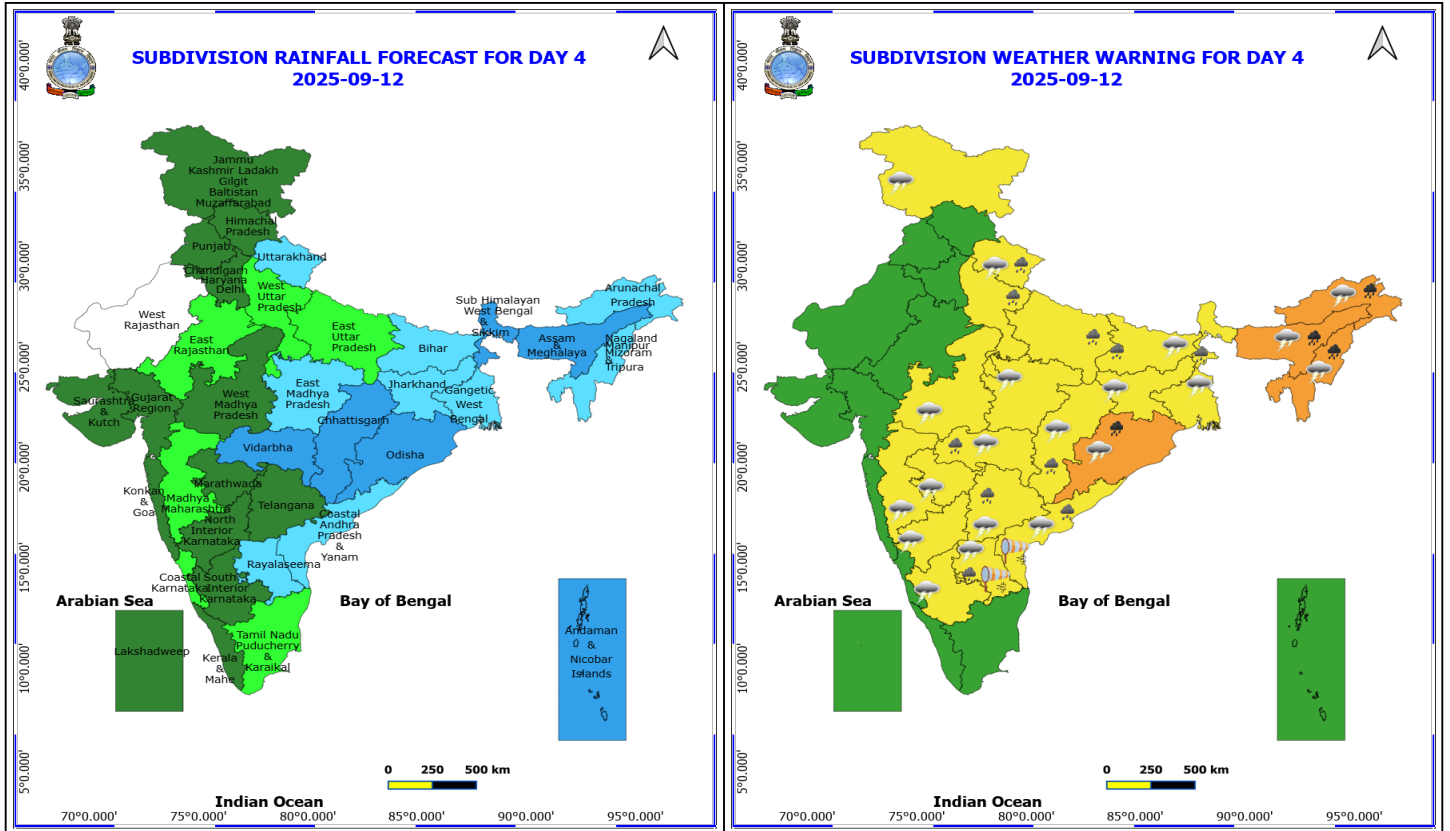 SUBDIVISION RAINFALL FORECAST FOR DAY 4
2025-09-12
40°0.000'
35°0.000'
30°0.000'
25°0.000'
20°0.000'
15°0.000'
10°0.000'
5°0.000'
Jammu
Kashmir Ladakh
Gilgit
Baltistan
Muzaffarabad
Himachal
Pradesh
Punjab
Chandigarh
Haryana
Delhi
Uttarakhand
West
Uttar
Pradesh
West
Rajasthan
East
Rajasthan
East
Uttar
Pradesh
Sub Himalayan
West Bengal
&
Sikkim
Arunachal
Pradesh
Assam
&
Meghalaya
Nagaland
Manipur
Mizoram
&
Tripura
Bihar
Jharkhand
Gangetic
West
Bengal
East
Madhya
Pradesh
West
Madhya
Pradesh
Gujarat
Region
Saurashtra
&
Kutch
Chhattisgarh
Vidarbha
Odisha
Konkan
&
Goa
Madhya
Maharashtra
Marathwada
Telangana
North
Interior
Karnataka
Coastal
Andhra
Pradesh
&
Yanam
Rayalaseema
Coastal
Karnataka
South
Interior
Karnataka
Arabian Sea
Bay of Bengal
Lakshadweep
Kerala
&
Mahe
Tamil Nadu
Puducherry
&
Karaikal
Andaman
&
Nicobar
Islands
0 250 500 km
Indian Ocean
70°0.000' 75°0.000' 80°0.000' 85°0.000' 90°0.000' 95°0.000'
SUBDIVISION WEATHER WARNING FOR DAY 4
2025-09-12
40°0.000'
35°0.000'
30°0.000'
25°0.000'
20°0.000'
15°0.000'
10°0.000'
5°0.000'
Arabian Sea
Bay of Bengal
0 250 500 km
Indian Ocean
70°0.000' 75°0.000' 80°0.000' 85°0.000' 90°0.000' 95°0.000'